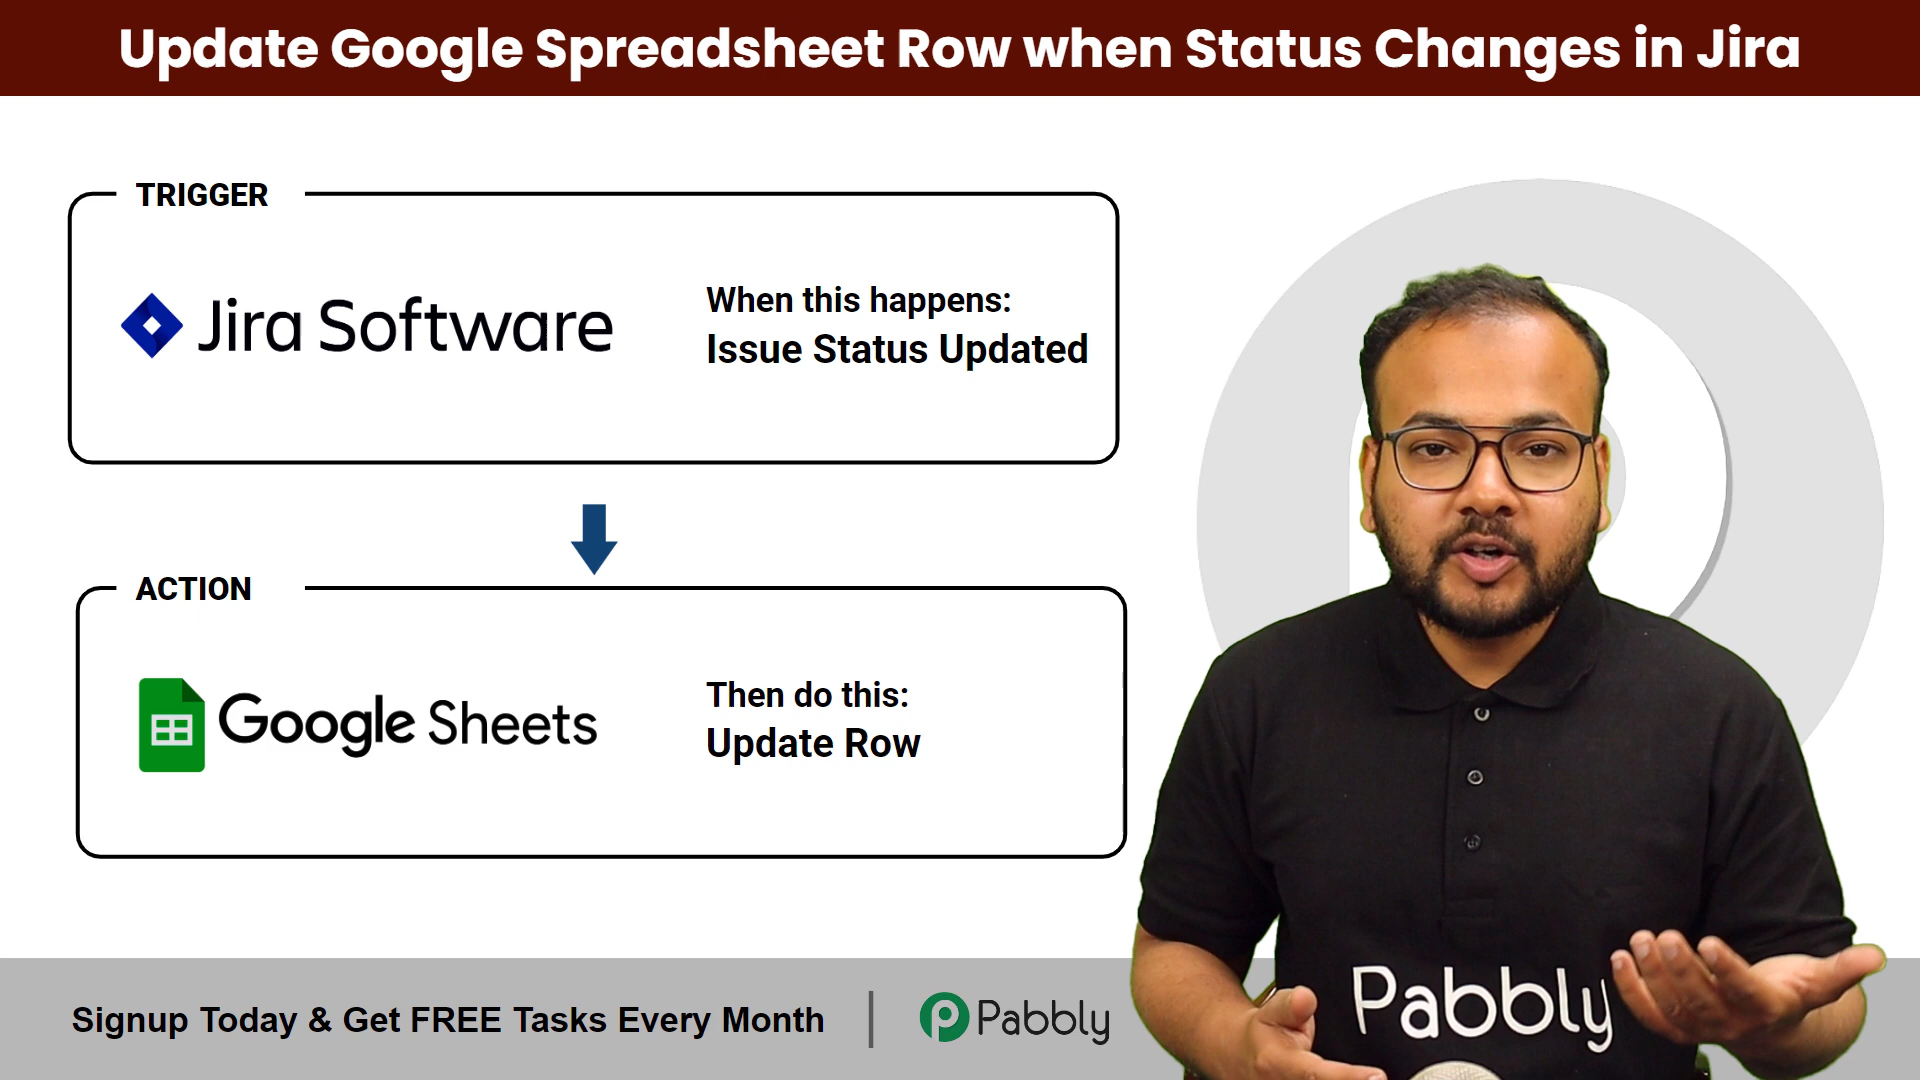 Update Google Spreadsheet Row when Status Changes in Jira
TRIGGER
Jira Software
When this happens:
Issue Status Updated
ACTION
Google Sheets
Then do this:
Update Row
Signup Today & Get FREE Tasks Every Month
Pabbly
Pabbly